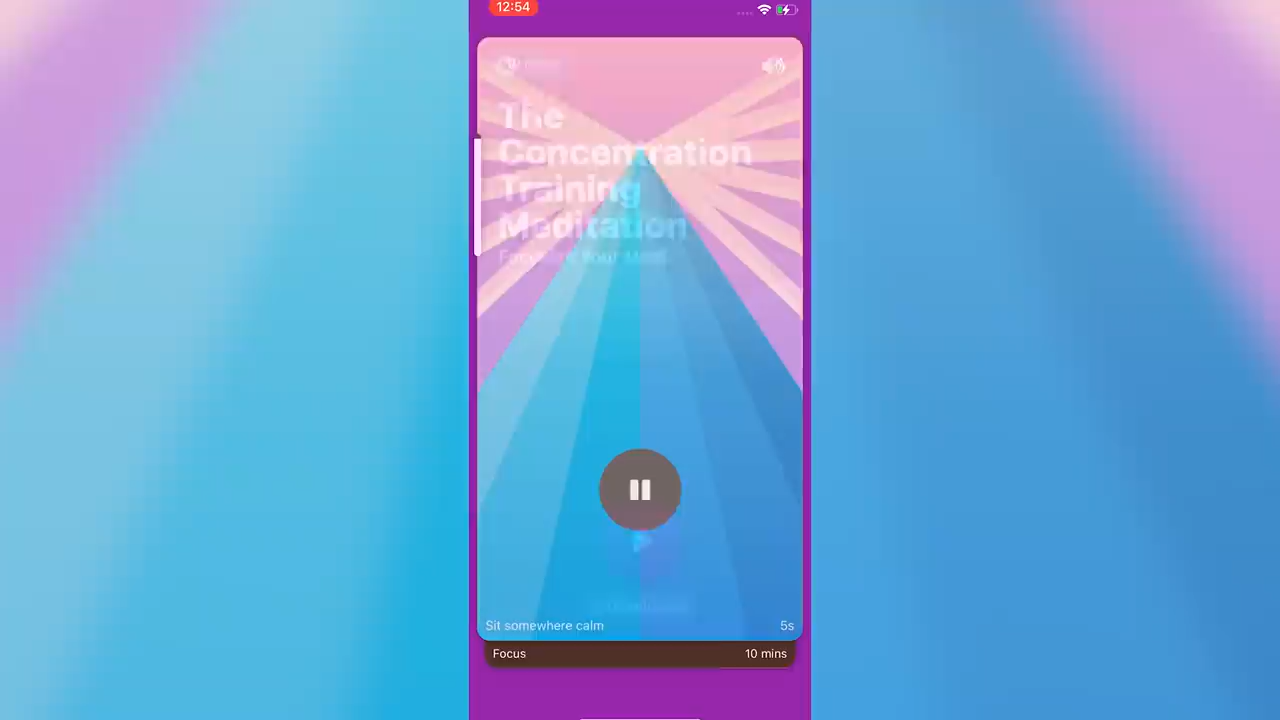 12:54
The
Concentration
Training
Meditation
Sit somewhere calm 5s
Focus 10 mins